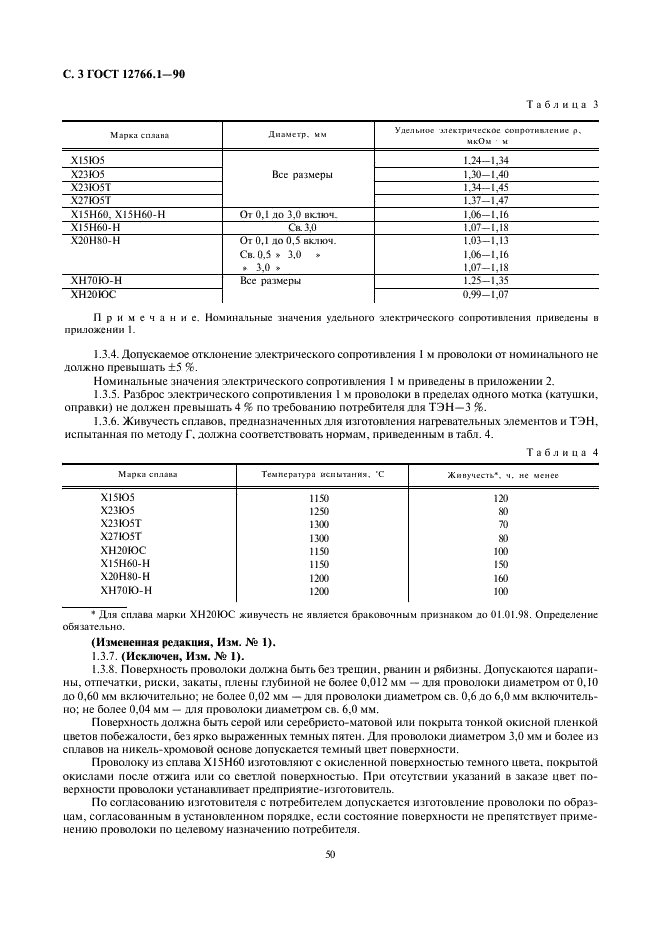 С. 3 ГОСТ 12766.1—90
Таблица 3
Марка сплава Диаметр, мм Удельное электрическое сопротивление ρ,
мкОм · м
Х15Ю5 1,24—1,34
Х23Ю5 Все размеры 1,30—1,40
Х23Ю5Т 1,34—1,45
Х27Ю5Т 1,37—1,47
Х15Н60, Х15Н60-Н От 0,1 до 3,0 включ. 1,06—1,16
Х15Н60-Н Св. 3,0 1,07—1,18
Х20Н80-Н От 0,1 до 0,5 включ. 1,03—1,13
Св. 0,5 » 3,0 » 1,06—1,16
» 3,0 » 1,07—1,18
ХН70Ю-Н Все размеры 1,25—1,35
ХН20ЮС 0,99—1,07
Примечание. Номинальные значения удельного электрического сопротивления приведены в
приложении 1.
1.3.4. Допускаемое отклонение электрического сопротивления 1 м проволоки от номинального не
должно превышать ±5 %.
Номинальные значения электрического сопротивления 1 м приведены в приложении 2.
1.3.5. Разброс электрического сопротивления 1 м проволоки в пределах одного мотка (катушки,
оправки) не должен превышать 4 % по требованию потребителя для ТЭН—3 %.
1.3.6. Живучесть сплавов, предназначенных для изготовления нагревательных элементов и ТЭН,
испытанная по методу Г, должна соответствовать нормам, приведенным в табл. 4.
Таблица 4
Марка сплава Температура испытания, °С Живучесть*, ч, не менее
Х15Ю5 1150 120
Х23Ю5 1250 80
Х23Ю5Т 1300 70
Х27Ю5Т 1300 80
ХН20ЮС 1150 100
Х15Н60-Н 1150 150
Х20Н80-Н 1200 160
ХН70Ю-Н 1200 100
* Для сплава марки ХН20ЮС живучесть не является браковочным признаком до 01.01.98. Определение
обязательно.
(Измененная редакция, Изм. № 1).
1.3.7. (Исключен, Изм. № 1).
1.3.8. Поверхность проволоки должна быть без трещин, рванин и рябизны. Допускаются царапи-
ны, отпечатки, риски, закаты, плены глубиной не более 0,012 мм — для проволоки диаметром от 0,10
до 0,60 мм включительно; не более 0,02 мм — для проволоки диаметром св. 0,6 до 6,0 мм включитель-
но; не более 0,04 мм — для проволоки диаметром св. 6,0 мм.
Поверхность должна быть серой или серебристо-матовой или покрыта тонкой окисной пленкой
цветов побежалости, без ярко выраженных темных пятен. Для проволоки диаметром 3,0 мм и более из
сплавов на никель-хромовой основе допускается темный цвет поверхности.
Проволоку из сплава Х15Н60 изготовляют с окисленной поверхностью темного цвета, покрытой
окислами после отжига или со светлой поверхностью. При отсутствии указаний в заказе цвет по-
верхности проволоки устанавливает предприятие-изготовитель.
По согласованию изготовителя с потребителем допускается изготовление проволоки по образ-
цам, согласованным в установленном порядке, если состояние поверхности не препятствует приме-
нению проволоки по целевому назначению потребителя.
50